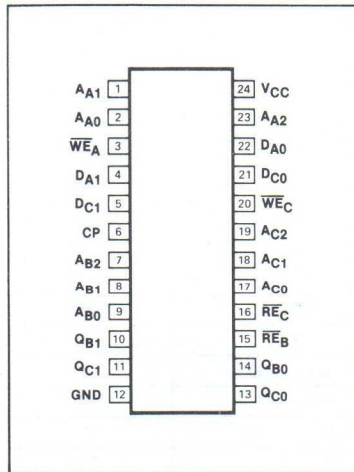 AA1 1 24 VCC
AA0 2 23 AA2
WEA 3 22 DA0
DA1 4 21 DC0
DC1 5 20 WEC
CP 6 19 AC2
AB2 7 18 AC1
AB1 8 17 AC0
AB0 9 16 REC
QB1 10 15 REB
QC1 11 14 QB0
GND 12 13 QC0